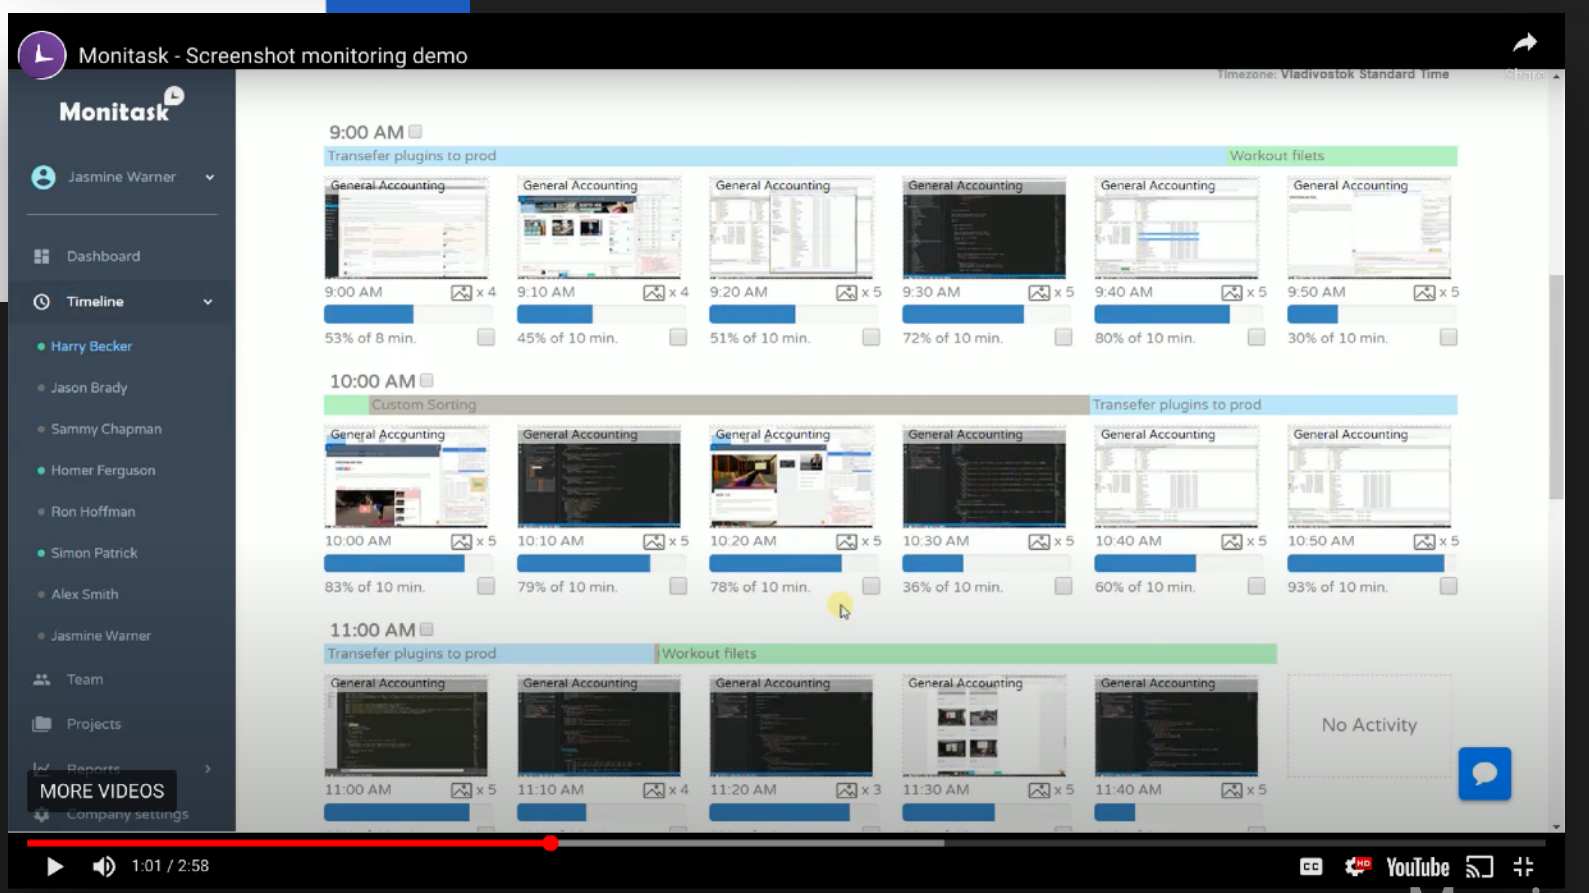 Monitask - Screenshot monitoring demo
Share
Timezone: Vladivostok Standard Time
Monitask
Jasmine Warner
Dashboard
Timeline
Harry Becker
Jason Brady
Sammy Chapman
Homer Ferguson
Ron Hoffman
Simon Patrick
Alex Smith
Jasmine Warner
Team
Projects
Reports
MORE VIDEOS
Company settings
9:00 AM
Transefer plugins to prod Workout filets
General Accounting General Accounting General Accounting General Accounting General Accounting General Accounting
9:00 AM x 4 9:10 AM x 4 9:20 AM x 5 9:30 AM x 5 9:40 AM x 5 9:50 AM x 5
53% of 8 min. 45% of 10 min. 51% of 10 min. 72% of 10 min. 80% of 10 min. 30% of 10 min.
10:00 AM
Custom Sorting Transefer plugins to prod
General Accounting General Accounting General Accounting General Accounting General Accounting General Accounting
10:00 AM x 5 10:10 AM x 5 10:20 AM x 5 10:30 AM x 5 10:40 AM x 5 10:50 AM x 5
83% of 10 min. 79% of 10 min. 78% of 10 min. 36% of 10 min. 60% of 10 min. 93% of 10 min.
11:00 AM
Transefer plugins to prod Workout filets
General Accounting General Accounting General Accounting General Accounting General Accounting
No Activity
11:00 AM x 5 11:10 AM x 4 11:20 AM x 3 11:30 AM x 5 11:40 AM x 5
1:01 / 2:58
CC HD YouTube